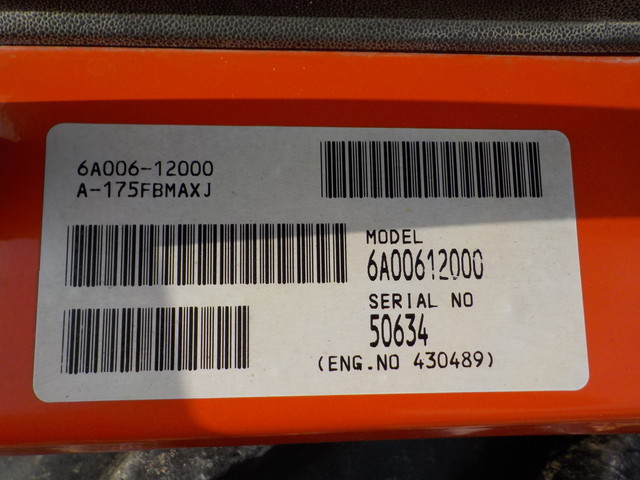 6A006-12000
A-175FBMAXJ
MODEL
6A00612000
SERIAL NO
50634
(ENG.NO 430489)